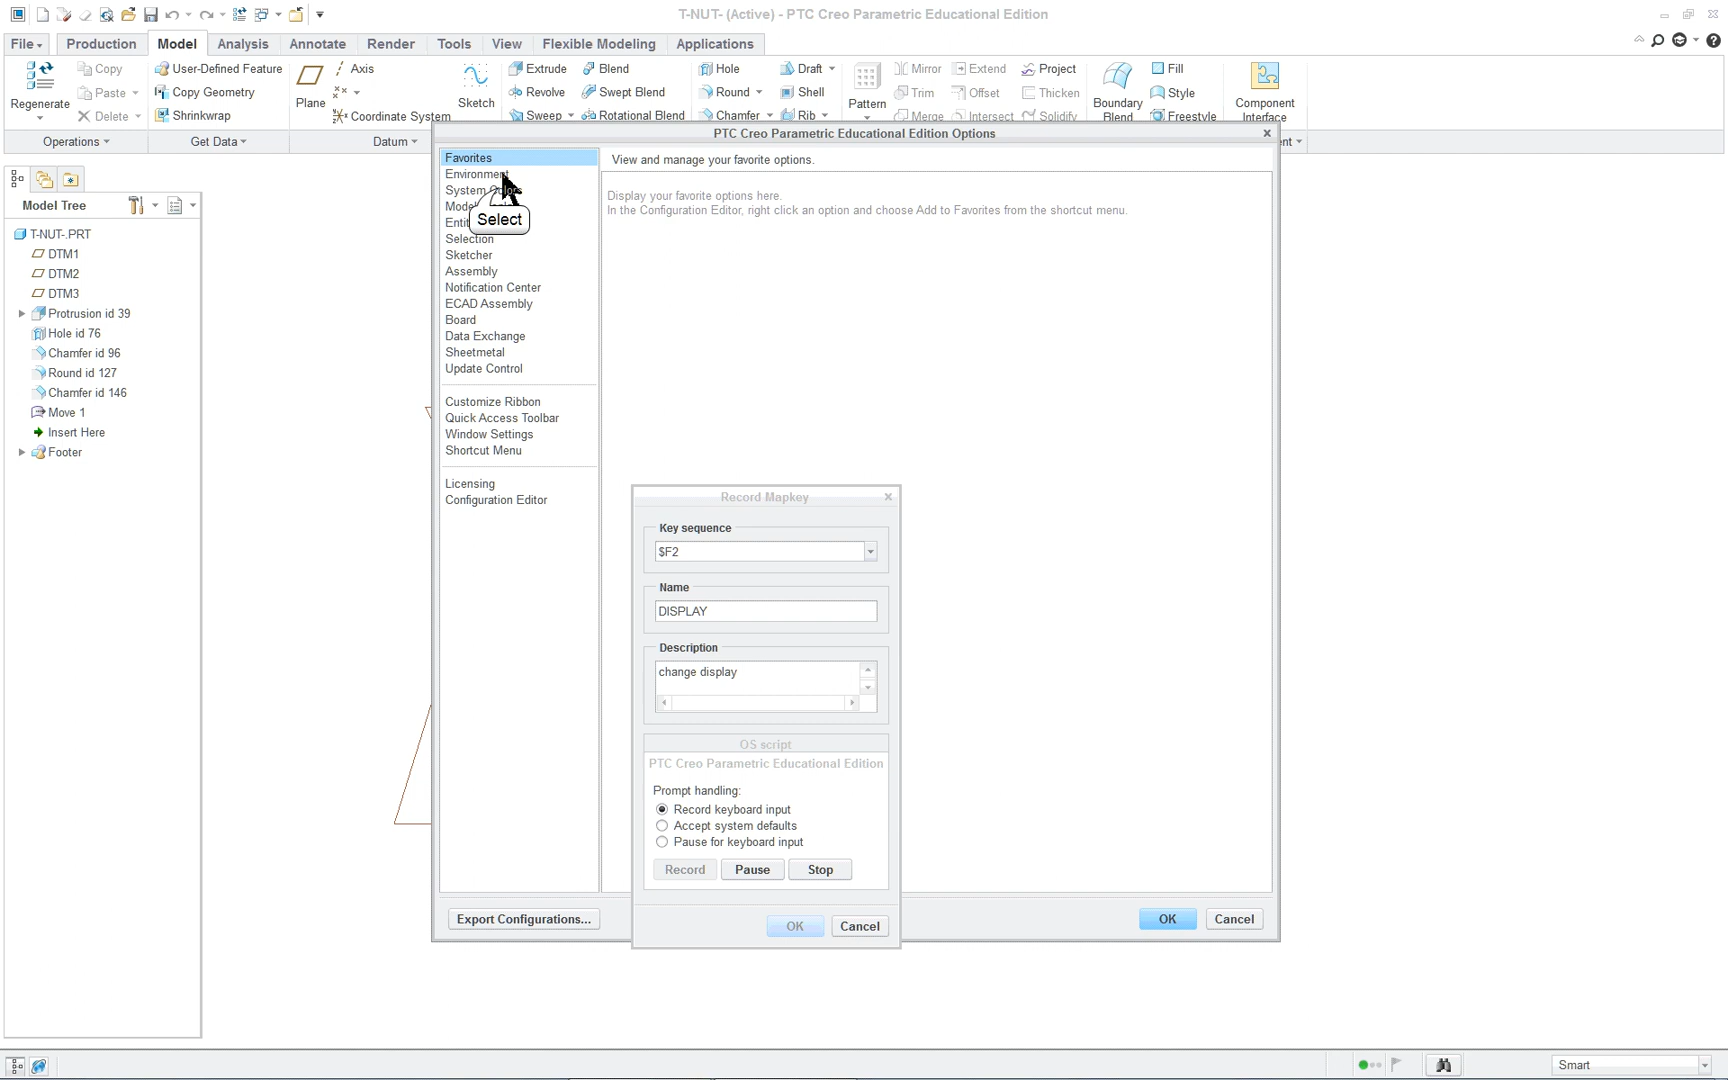 T-NUT- (Active) - PTC Creo Parametric Educational Edition
File Production Model Analysis Annotate Render Tools View Flexible Modeling Applications
Regenerate Copy Paste Delete
User-Defined Feature
Copy Geometry
Shrinkwrap
Plane Axis
Coordinate System
Sketch
Extrude Blend
Revolve Swept Blend
Sweep Rotational Blend
Hole Draft
Round Shell
Chamfer Rib
Pattern
Mirror Extend Project
Trim Offset Thicken
Merge Intersect Solidify
Boundary Blend
Fill
Style
Freestyle
Component Interface
Operations Get Data Datum
PTC Creo Parametric Educational Edition Options
Model Tree
T-NUT-.PRT
DTM1
DTM2
DTM3
Protrusion id 39
Hole id 76
Chamfer id 96
Round id 127
Chamfer id 146
Move 1
Insert Here
Footer
Favorites
Environment
System Colors
Select
Selection
Sketcher
Assembly
Notification Center
ECAD Assembly
Board
Data Exchange
Sheetmetal
Update Control
Customize Ribbon
Quick Access Toolbar
Window Settings
Shortcut Menu
Licensing
Configuration Editor
View and manage your favorite options.
Display your favorite options here.
In the Configuration Editor, right click an option and choose Add to Favorites from the shortcut menu.
Record Mapkey
Key sequence
$F2
Name
DISPLAY
Description
change display
OS script
PTC Creo Parametric Educational Edition
Prompt handling:
Record keyboard input
Accept system defaults
Pause for keyboard input
Record Pause Stop
OK Cancel
Export Configurations...
OK Cancel
Smart